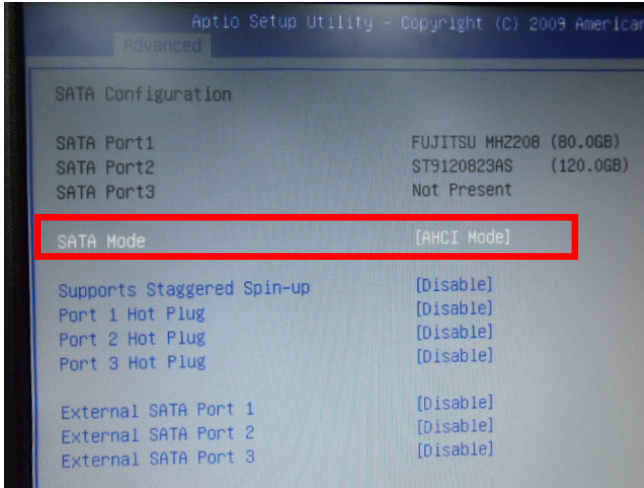 Aptio Setup Utility - Copyright (C) 2009 American
Advanced
SATA Configuration
SATA Port1 FUJITSU MHZ208 (80.0GB)
SATA Port2 ST9120823AS (120.0GB)
SATA Port3 Not Present
SATA Mode [AHCI Mode]
Supports Staggered Spin-up [Disable]
Port 1 Hot Plug [Disable]
Port 2 Hot Plug [Disable]
Port 3 Hot Plug [Disable]
External SATA Port 1 [Disable]
External SATA Port 2 [Disable]
External SATA Port 3 [Disable]